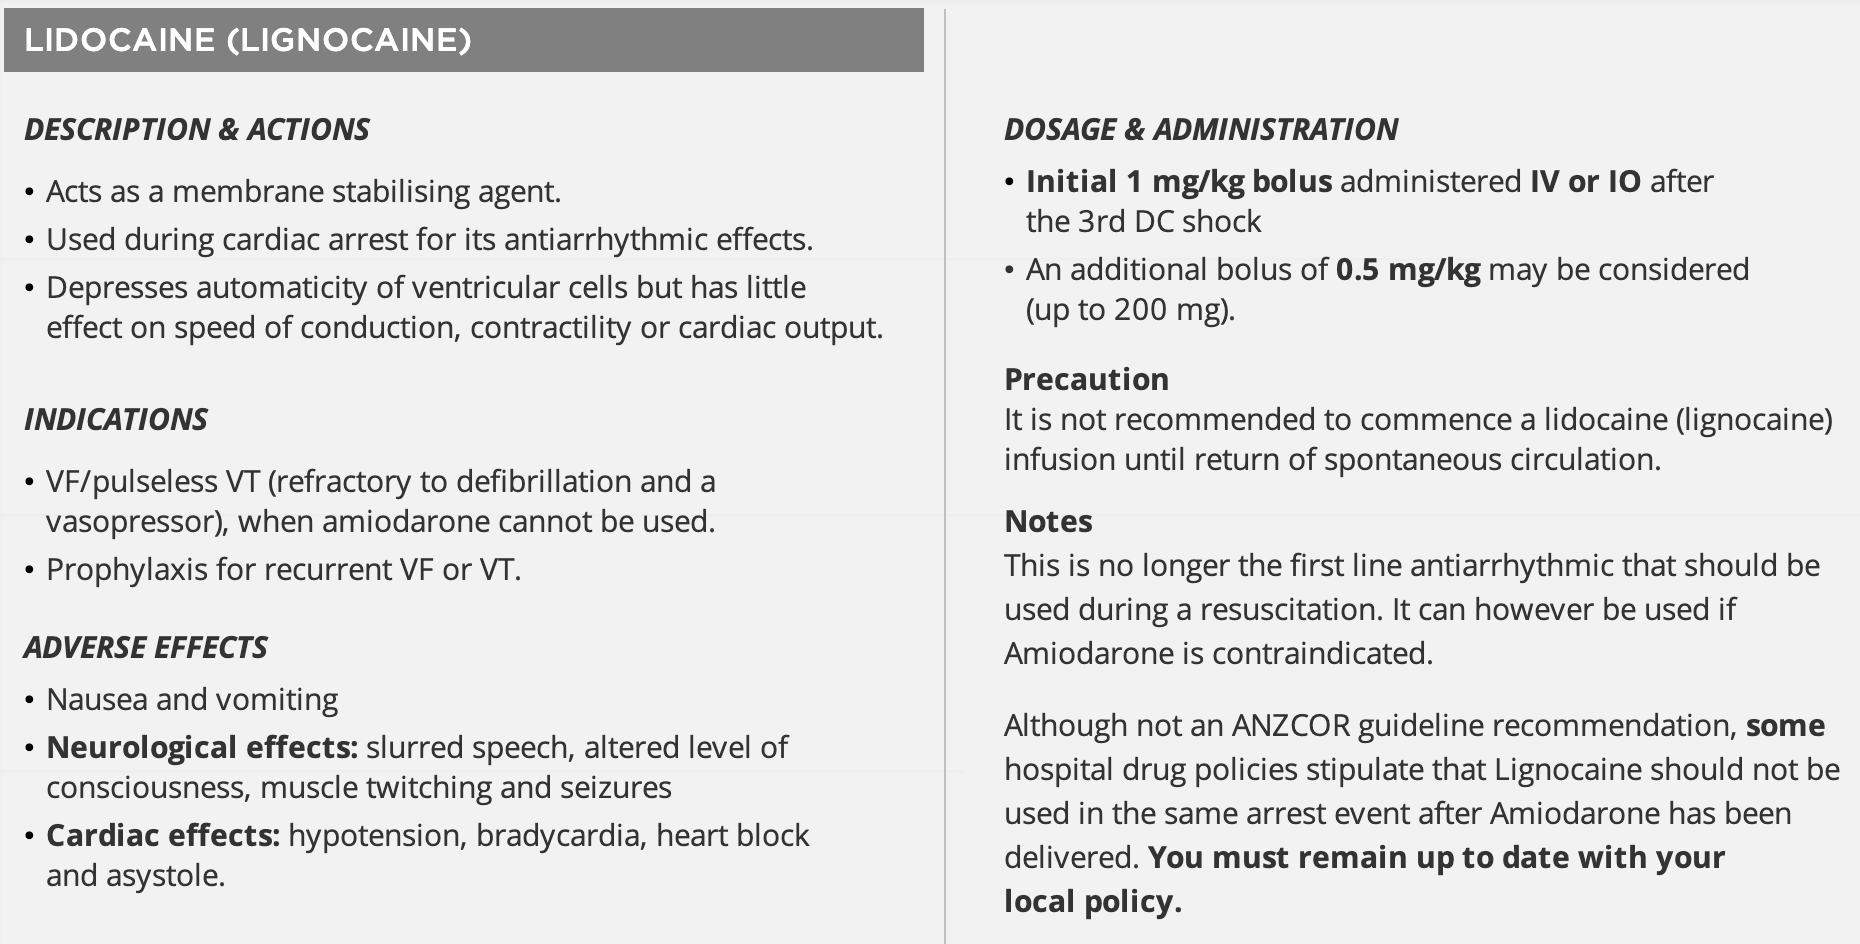 LIDOCAINE (LIGNOCAINE)
DESCRIPTION & ACTIONS
• Acts as a membrane stabilising agent.
• Used during cardiac arrest for its antiarrhythmic effects.
• Depresses automaticity of ventricular cells but has little
effect on speed of conduction, contractility or cardiac output.
INDICATIONS
• VF/pulseless VT (refractory to defibrillation and a
vasopressor), when amiodarone cannot be used.
• Prophylaxis for recurrent VF or VT.
ADVERSE EFFECTS
• Nausea and vomiting
• Neurological effects: slurred speech, altered level of
consciousness, muscle twitching and seizures
• Cardiac effects: hypotension, bradycardia, heart block
and asystole.
DOSAGE & ADMINISTRATION
• Initial 1 mg/kg bolus administered IV or IO after
the 3rd DC shock
• An additional bolus of 0.5 mg/kg may be considered
(up to 200 mg).
Precaution
It is not recommended to commence a lidocaine (lignocaine)
infusion until return of spontaneous circulation.
Notes
This is no longer the first line antiarrhythmic that should be
used during a resuscitation. It can however be used if
Amiodarone is contraindicated.
Although not an ANZCOR guideline recommendation, some
hospital drug policies stipulate that Lignocaine should not be
used in the same arrest event after Amiodarone has been
delivered. You must remain up to date with your
local policy.